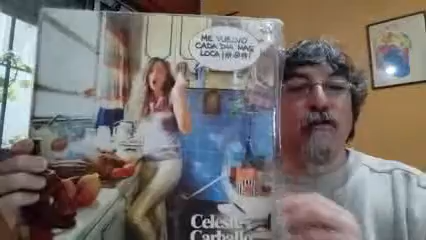 ME VUELVO
CADA DIA MAS
LOCA
Celeste
Carballo